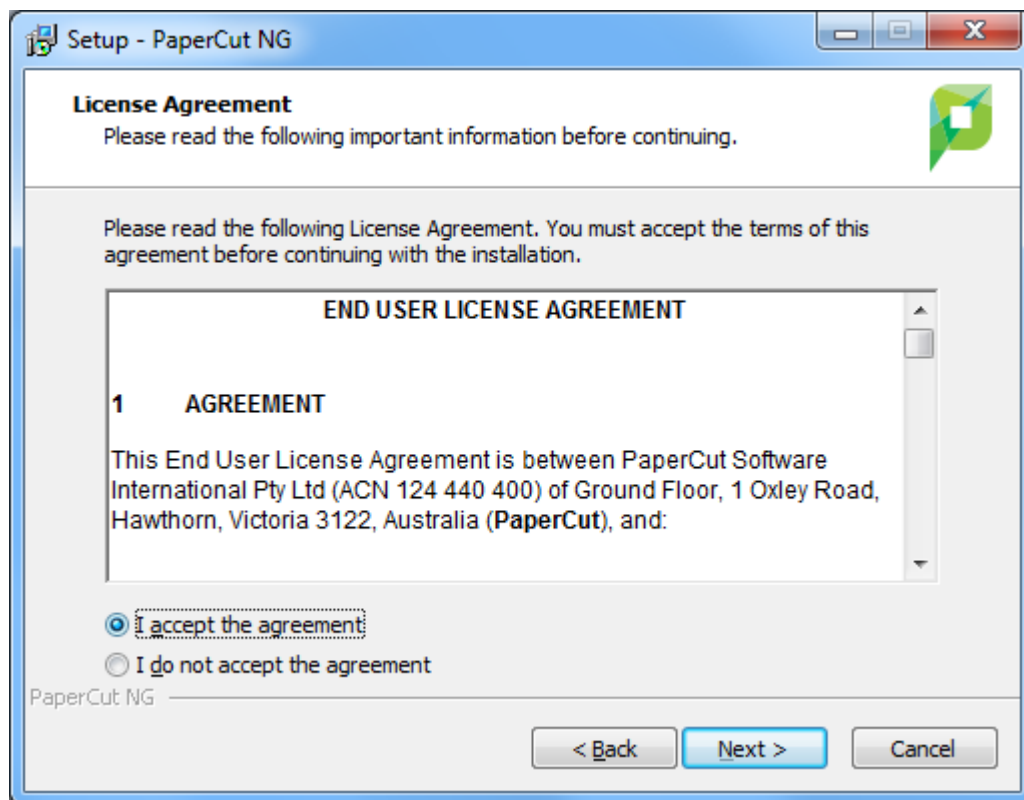 Setup - PaperCut NG
License Agreement
Please read the following important information before continuing.
Please read the following License Agreement. You must accept the terms of this
agreement before continuing with the installation.
END USER LICENSE AGREEMENT
1 AGREEMENT
This End User License Agreement is between PaperCut Software
International Pty Ltd (ACN 124 440 400) of Ground Floor, 1 Oxley Road,
Hawthorn, Victoria 3122, Australia (PaperCut), and:
I accept the agreement
I do not accept the agreement
PaperCut NG
< Back Next > Cancel